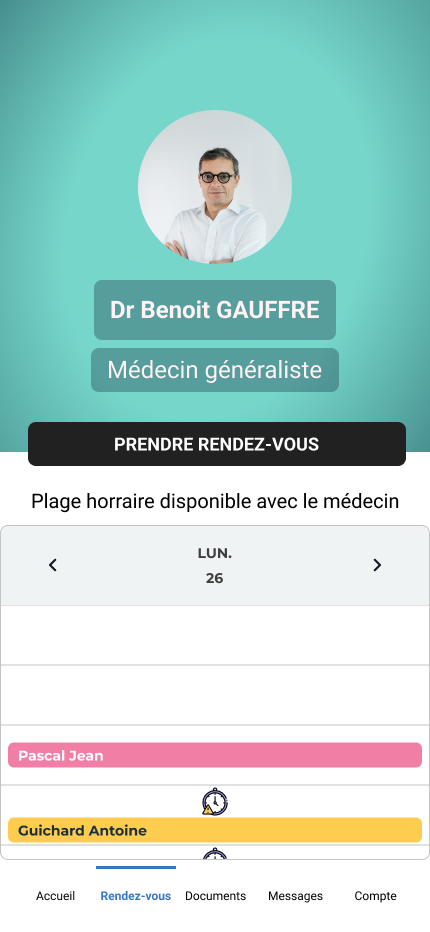 Dr Benoit GAUFFRE
Médecin généraliste
PRENDRE RENDEZ-VOUS
Plage horraire disponible avec le médecin
LUN.
26
Pascal Jean
Guichard Antoine
Accueil Rendez-vous Documents Messages Compte